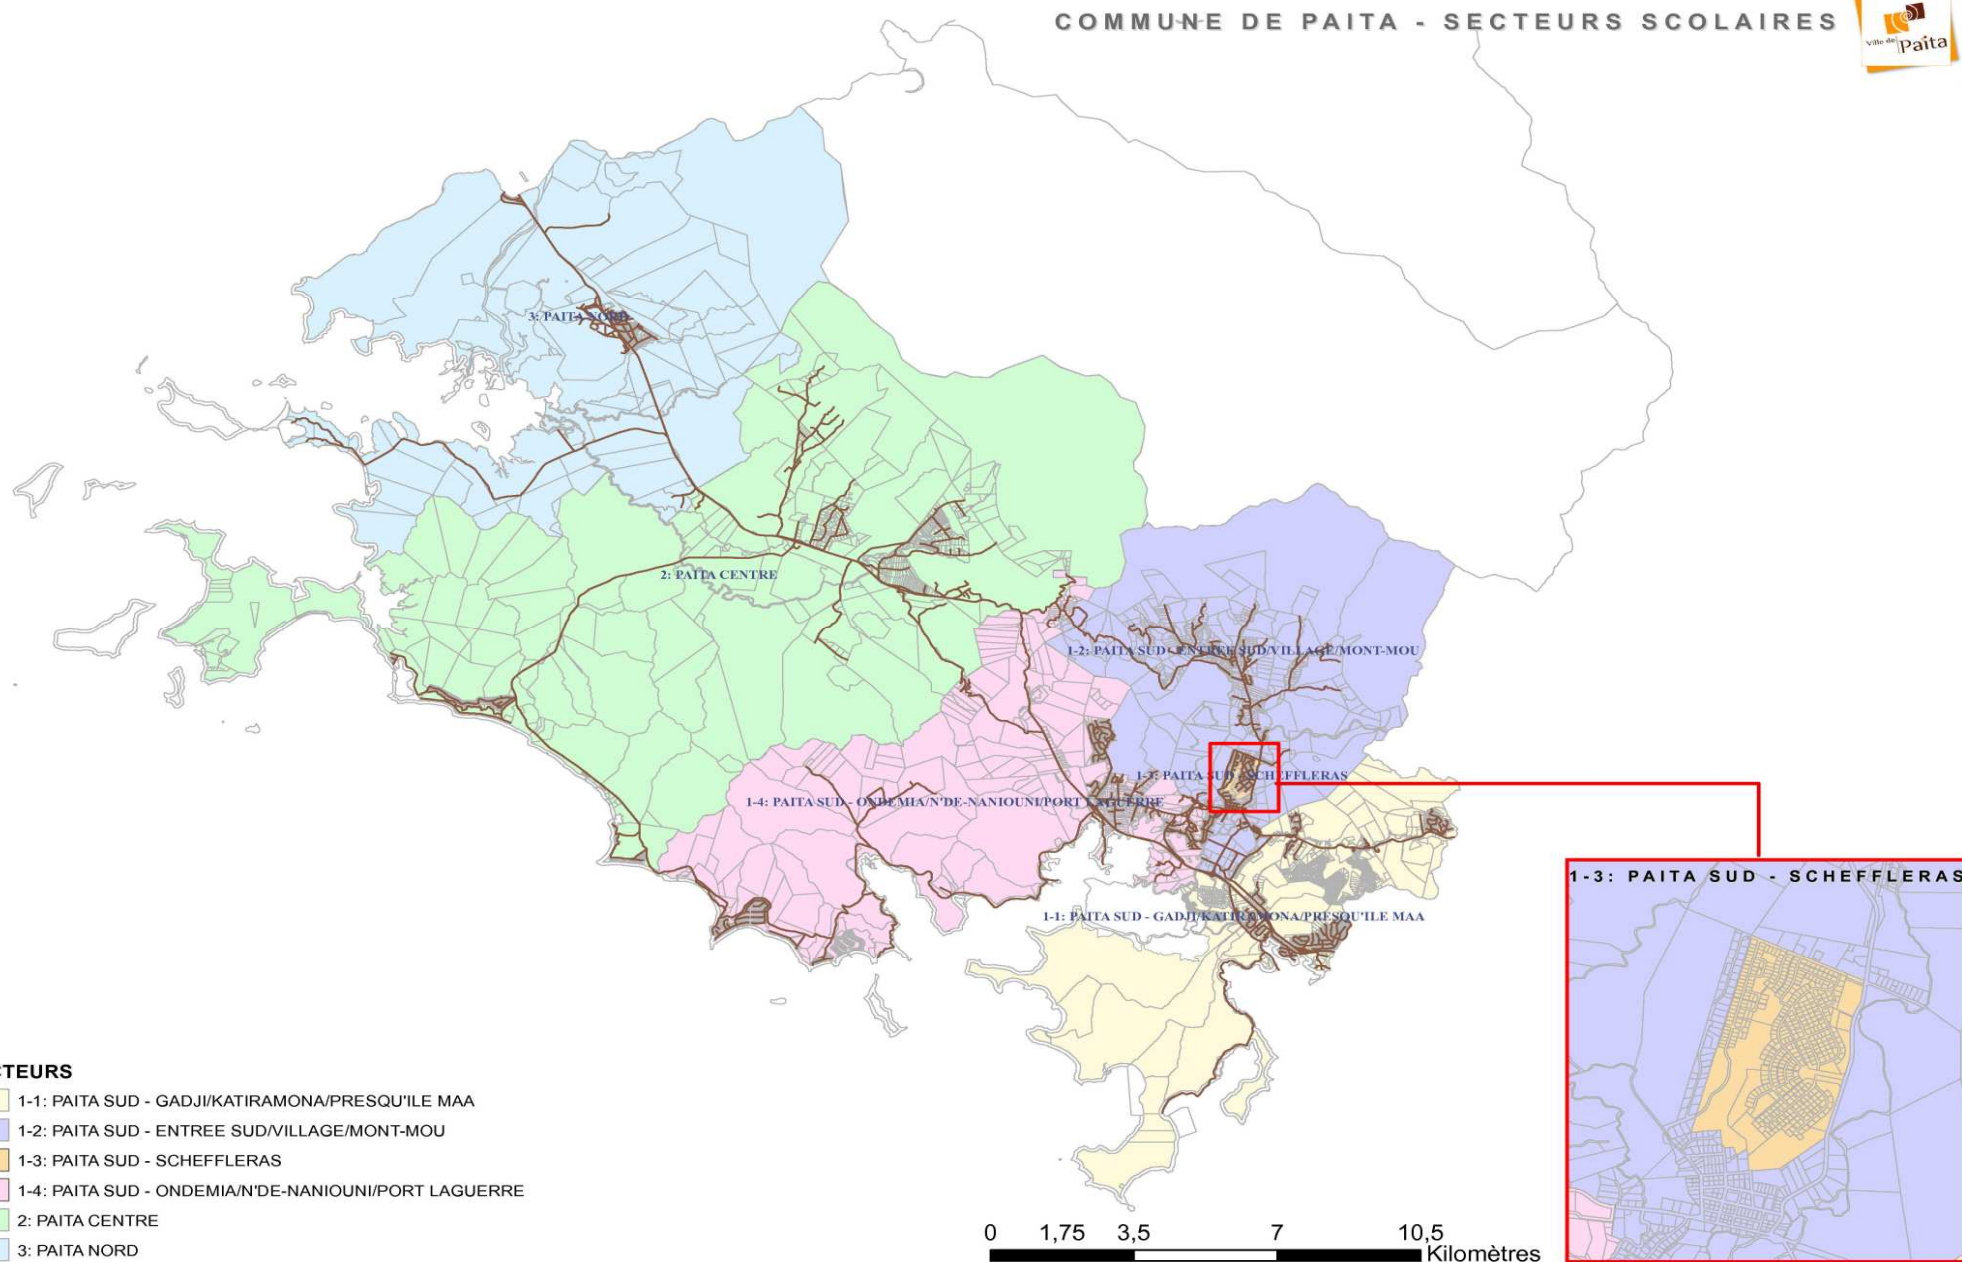 COMMUNE DE PAITA - SECTEURS SCOLAIRES
Ville de Païta
3: PAITA NORD
2: PAITA CENTRE
1-2: PAITA SUD - ENTREE SUD/VILLAGE/MONT-MOU
1-3: PAITA SUD - SCHEFFLERAS
1-4: PAITA SUD - ONDEMIA/N'DE-NANIOUNI/PORT LAGUERRE
1-1: PAITA SUD - GADJI/KATIRAMONA/PRESQU'ILE MAA
1-3: PAITA SUD - SCHEFFLERAS
CTEURS
1-1: PAITA SUD - GADJI/KATIRAMONA/PRESQU'ILE MAA
1-2: PAITA SUD - ENTREE SUD/VILLAGE/MONT-MOU
1-3: PAITA SUD - SCHEFFLERAS
1-4: PAITA SUD - ONDEMIA/N'DE-NANIOUNI/PORT LAGUERRE
2: PAITA CENTRE
3: PAITA NORD
0 1,75 3,5 7 10,5
Kilomètres